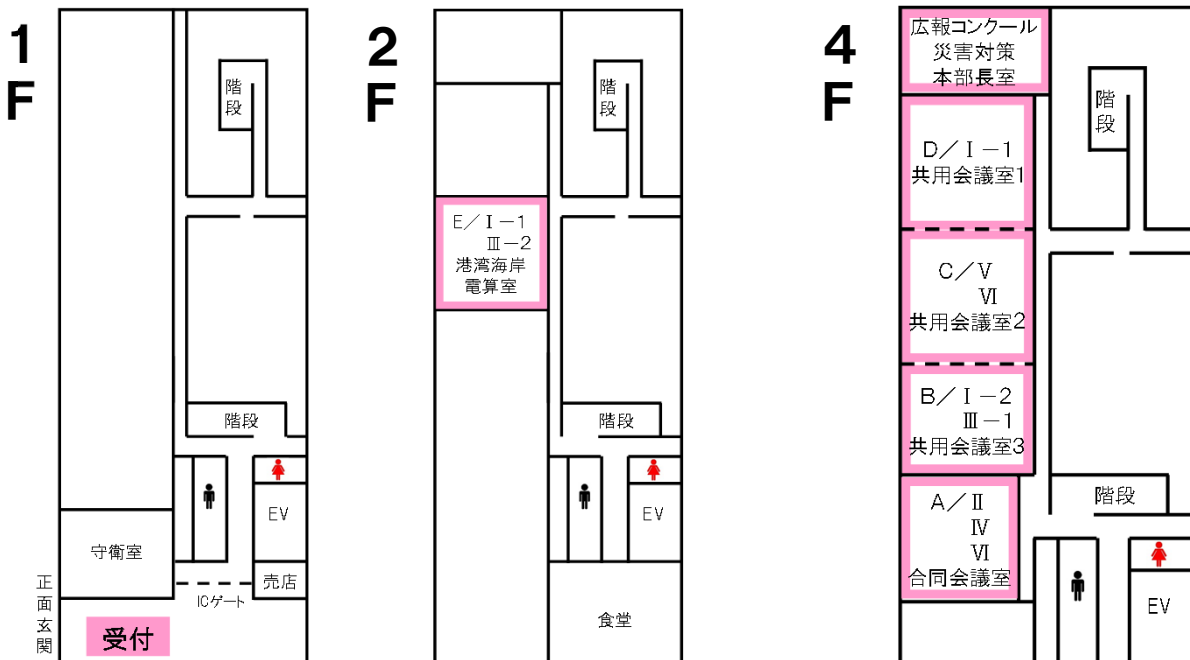 1
F
階
段
階段
EV
守衛室
売店
ICゲート
正
面
玄
関
受付
2
F
階
段
E／Ⅰ－1
Ⅲ－2
港湾海岸
電算室
階段
EV
食堂
4
F
広報コンクール
災害対策
本部長室
階
段
D／Ⅰ－1
共用会議室1
C／Ⅴ
Ⅵ
共用会議室2
B／Ⅰ－2
Ⅲ－1
共用会議室3
階段
A／Ⅱ
Ⅳ
Ⅵ
合同会議室
EV